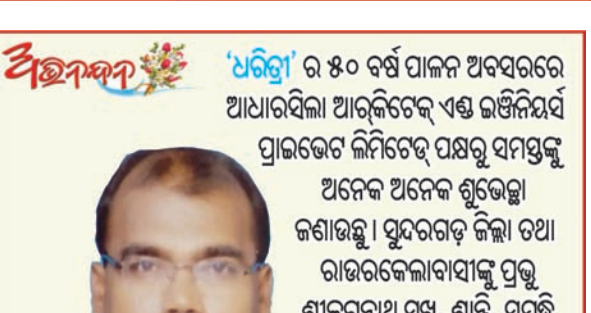 ଅଭିନନ୍ଦନ
'ଧରିତ୍ରୀ' ର ୫୦ ବର୍ଷ ପାଳନ ଅବସରରେ
ଆଧାରସିଲା ଆର୍କିଟେକ୍ ଏଣ୍ଡ ଇଞ୍ଜିନିୟର୍ସ
ପ୍ରାଇଭେଟ ଲିମିଟେଡ୍ ପକ୍ଷରୁ ସମସ୍ତଙ୍କୁ
ଅନେକ ଅନେକ ଶୁଭେଚ୍ଛା
ଜଣାଉଛୁ। ସୁନ୍ଦରଗଡ଼ ଜିଲ୍ଲା ତଥା
ରାଉରକେଲାବାସୀଙ୍କୁ ପ୍ରଭୁ